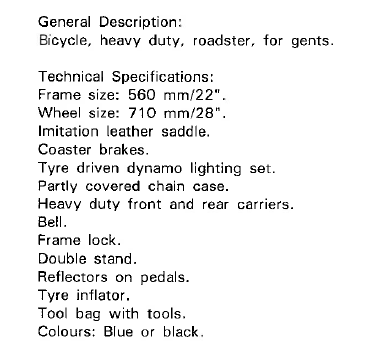 General Description:
Bicycle, heavy duty, roadster, for gents.
Technical Specifications:
Frame size: 560 mm/22".
Wheel size: 710 mm/28".
Imitation leather saddle.
Coaster brakes.
Tyre driven dynamo lighting set.
Partly covered chain case.
Heavy duty front and rear carriers.
Bell.
Frame lock.
Double stand.
Reflectors on pedals.
Tyre inflator.
Tool bag with tools.
Colours: Blue or black.